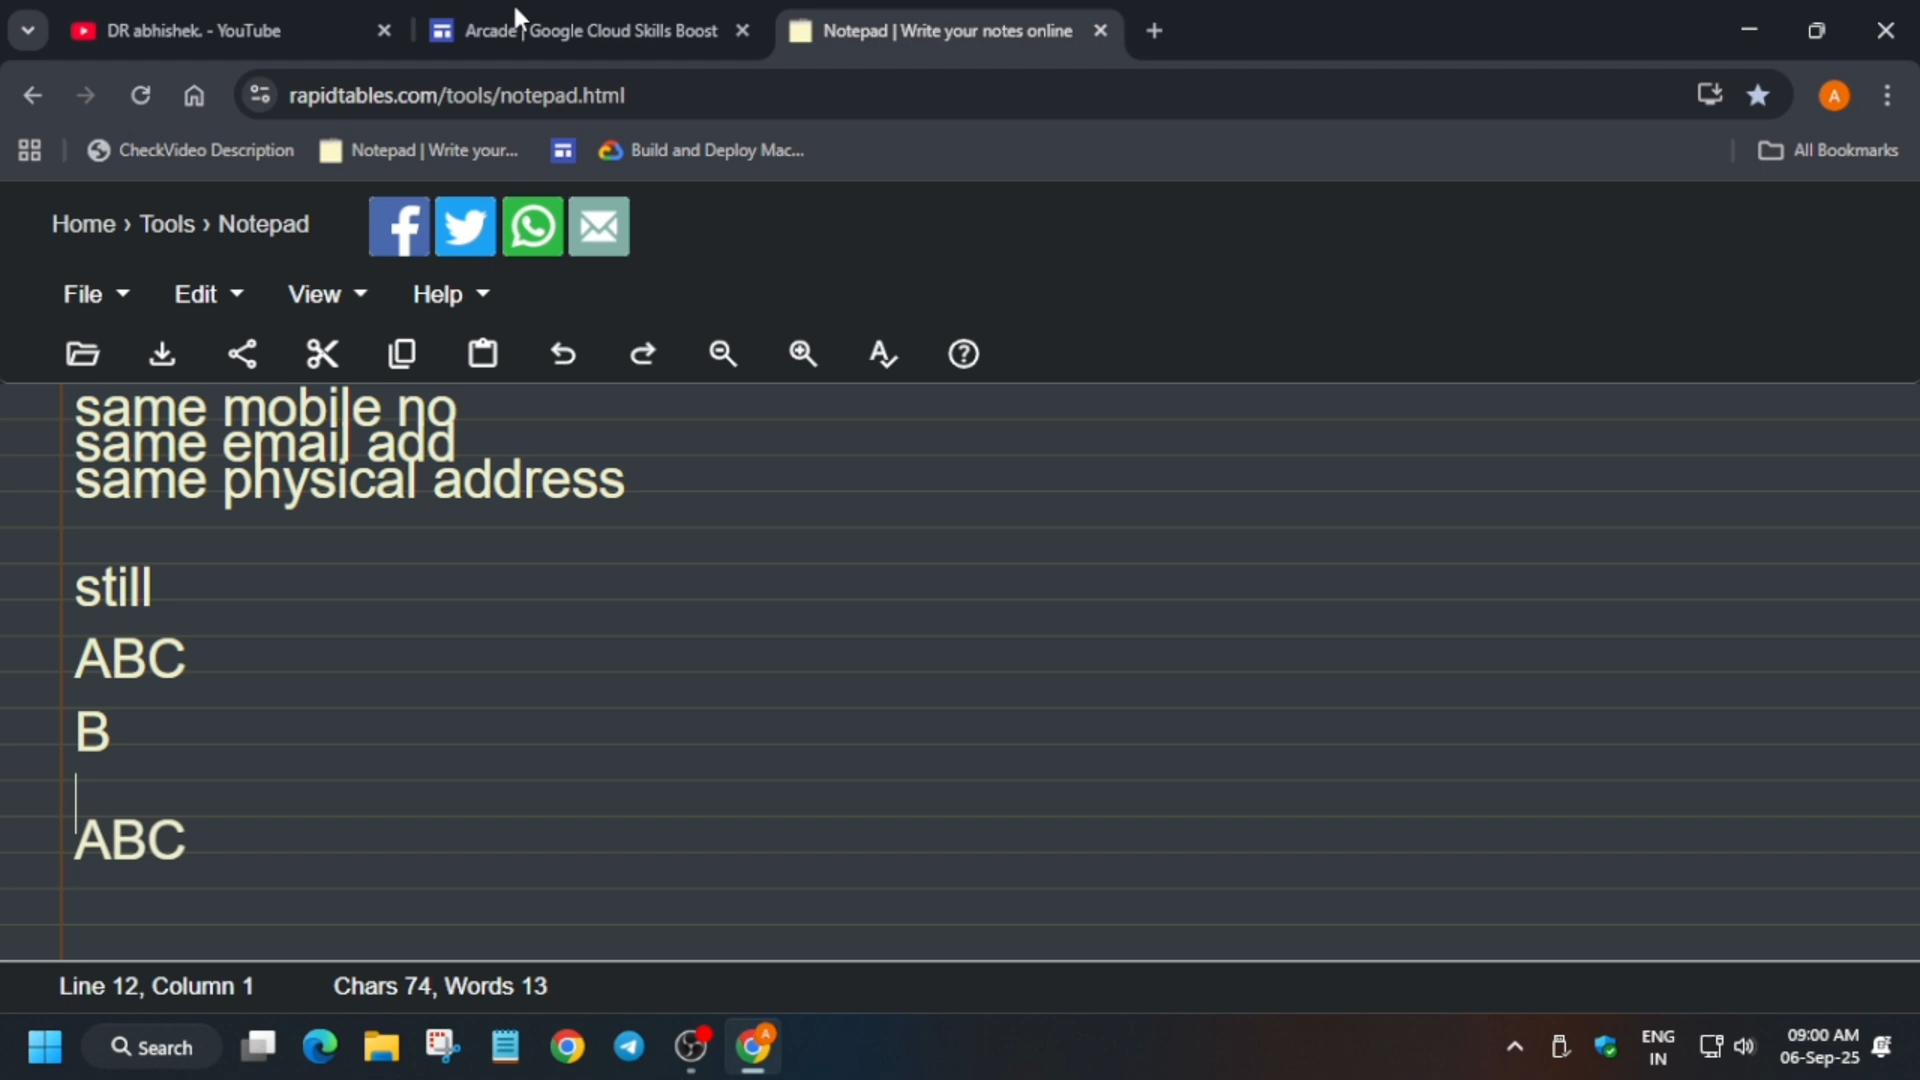 DR abhishek. - YouTube
Arcade | Google Cloud Skills Boost
Notepad | Write your notes online
rapidtables.com/tools/notepad.html
A
CheckVideo Description
Notepad | Write your...
Build and Deploy Mac...
All Bookmarks
Home › Tools › Notepad
File
Edit
View
Help
same mobile no
same email add
same physical address
still
ABC
B
ABC
Line 12, Column 1
Chars 74, Words 13
Search
A
ENG
IN
09:00 AM
06-Sep-25